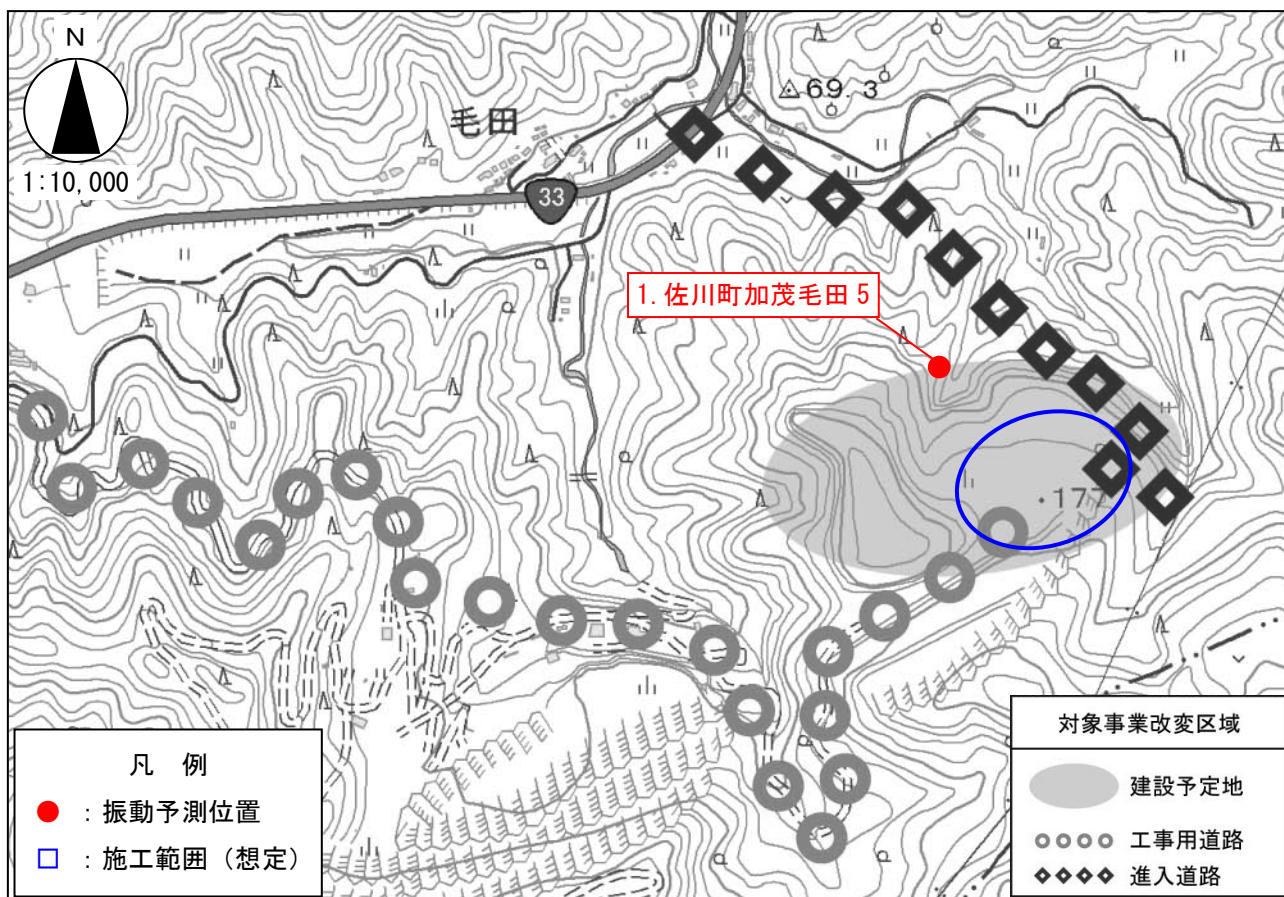 N
1:10,000
毛田
33
69.3
1. 佐川町加茂毛田 5
177
凡 例
● : 振動予測位置
□ : 施工範囲（想定）
対象事業改変区域
建設予定地
工事用道路
進入道路